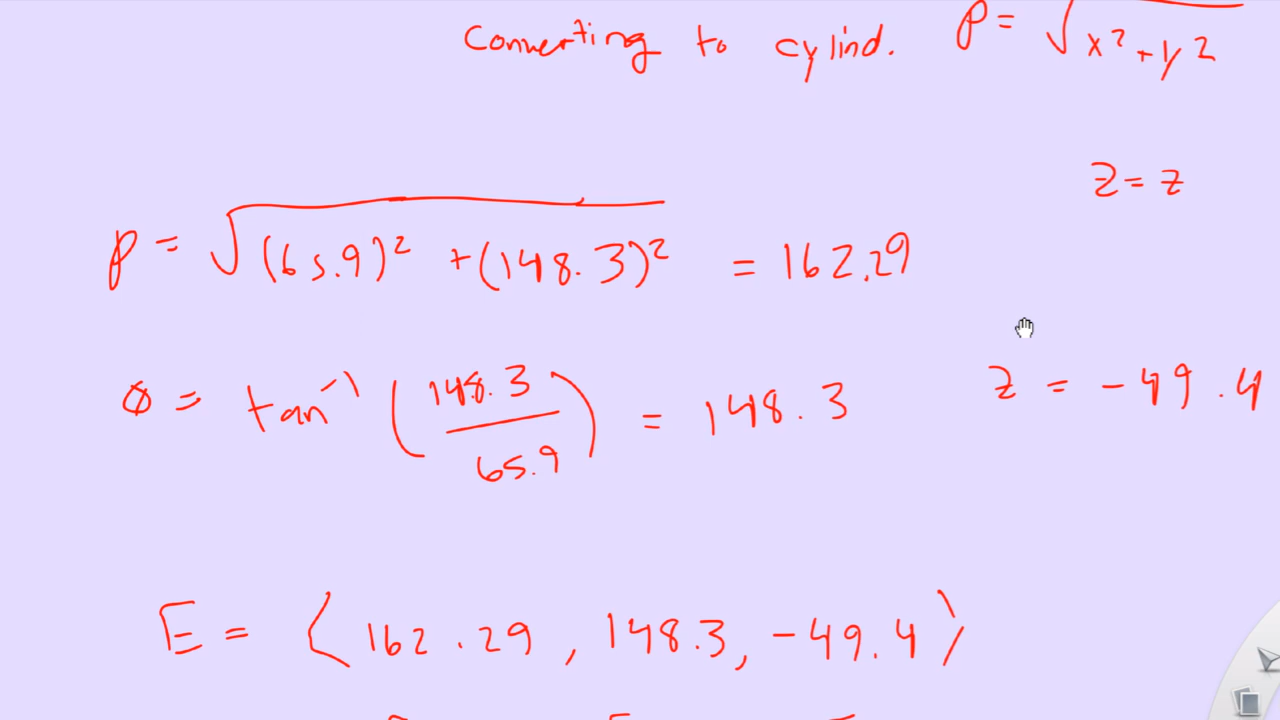 Converting to cylind. ρ = √x² + y²
z = z
ρ = √(65.9)² + (148.3)² = 162.29
φ = tan⁻¹ (148.3 / 65.9) = 148.3 z = -49.4
E = ⟨162.29, 148.3, -49.4⟩